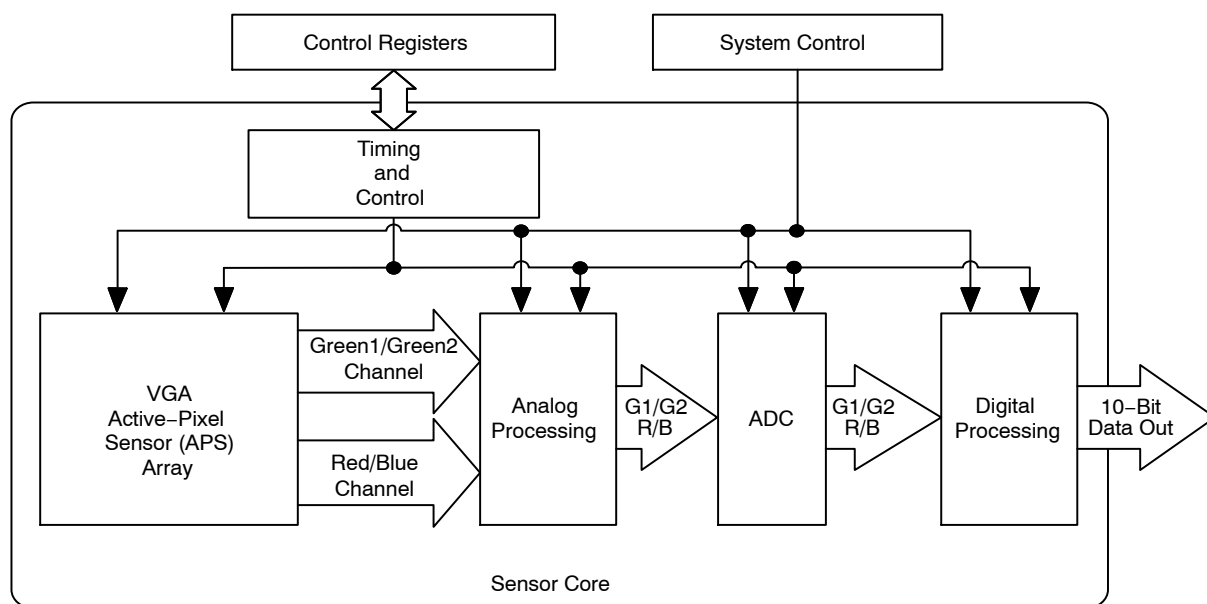 Control Registers
System Control
Timing
and
Control
Green1/Green2
Channel
VGA
Active−Pixel
Sensor (APS)
Array
Red/Blue
Channel
Analog
Processing
G1/G2
R/B
ADC
G1/G2
R/B
Digital
Processing
10−Bit
Data Out
Sensor Core